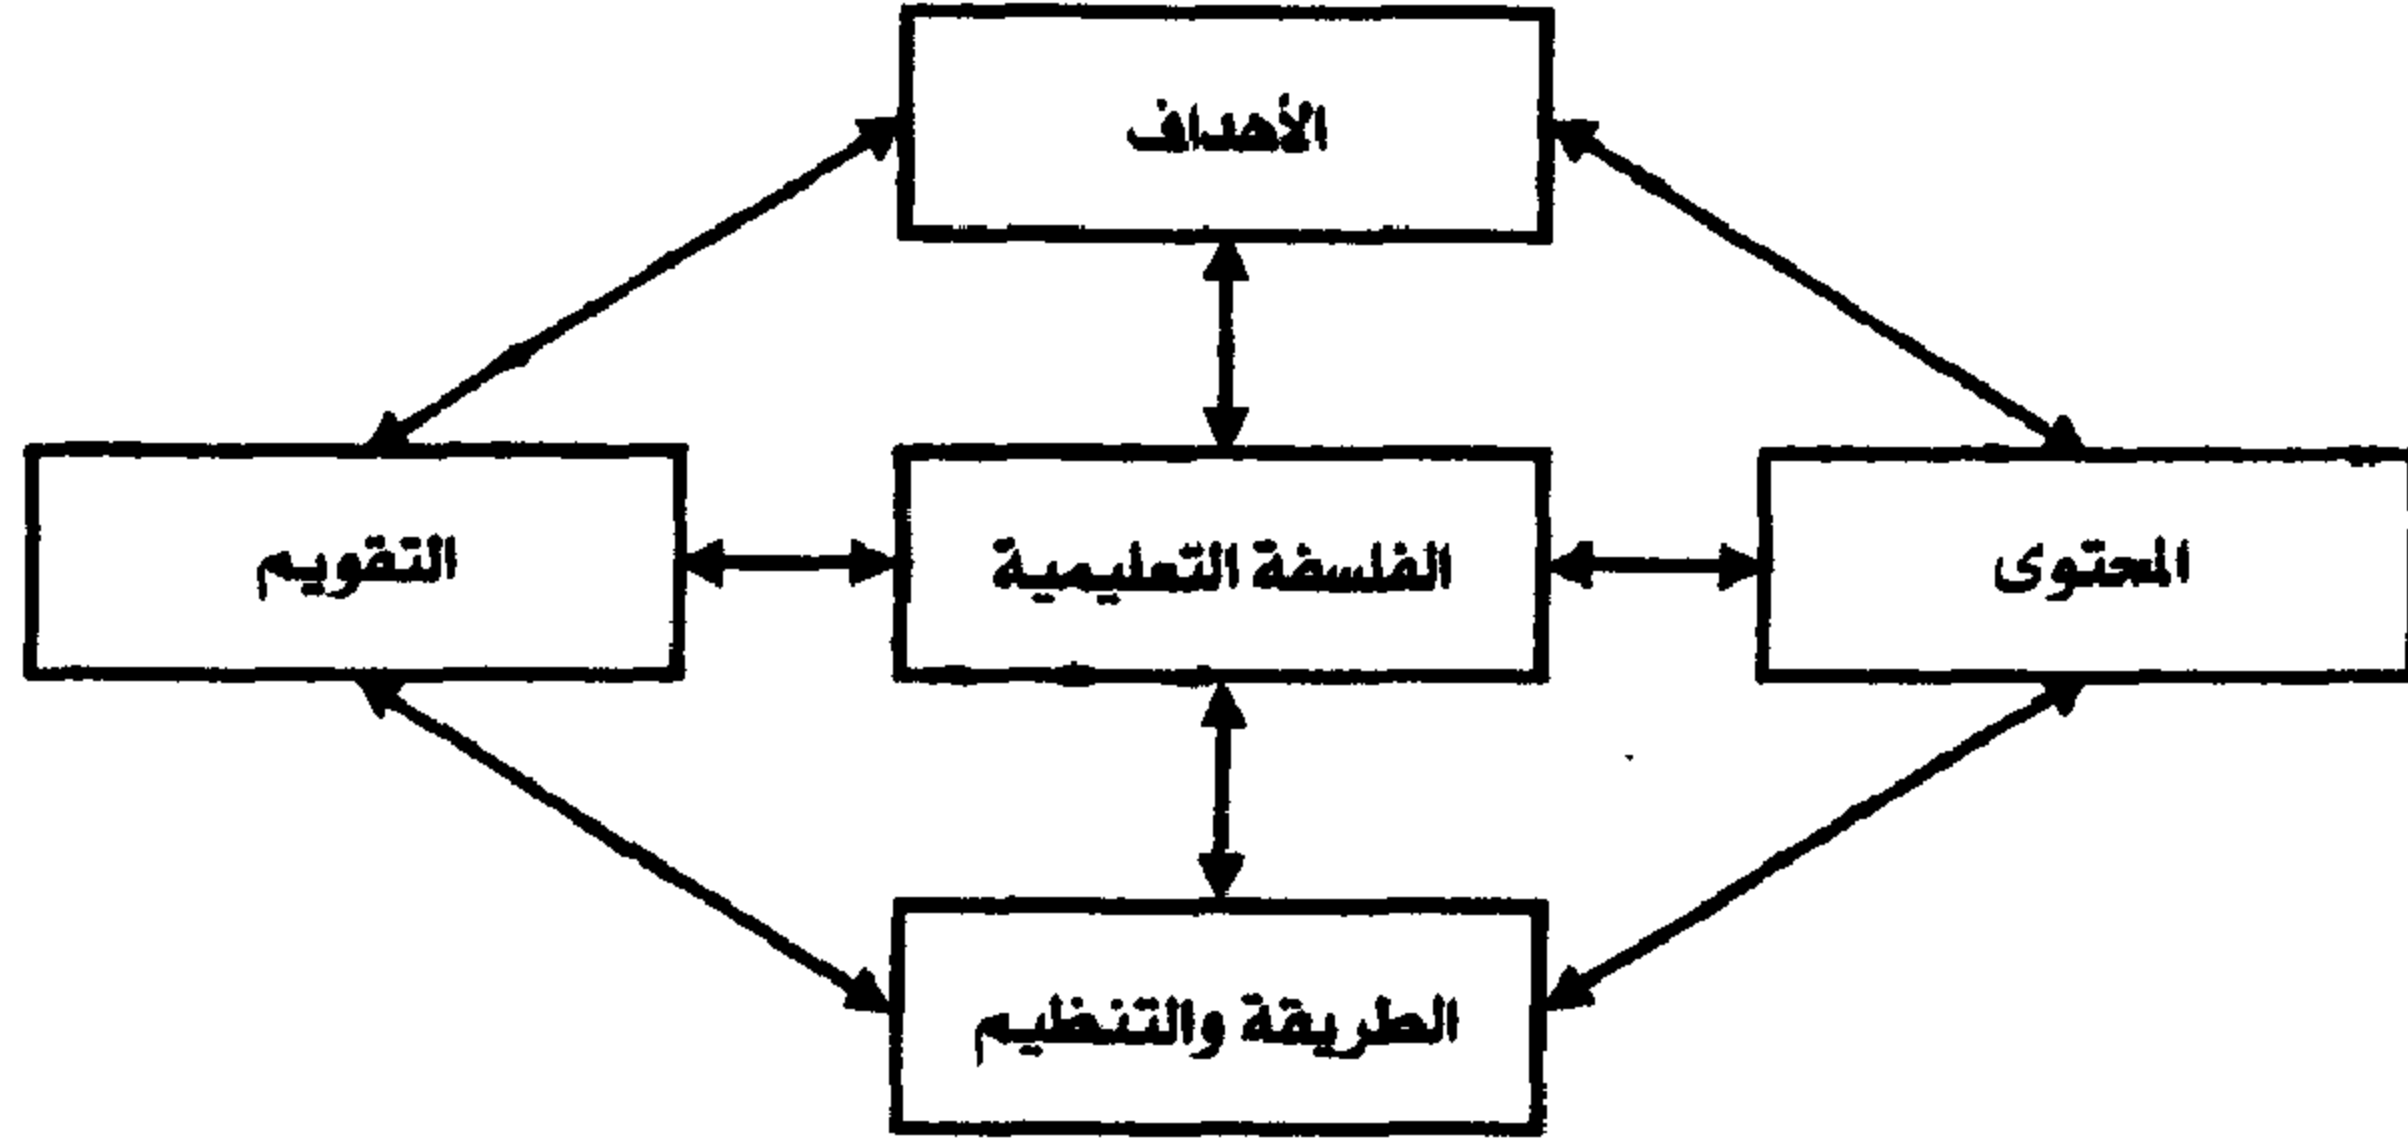 الأهداف
المحتوى
الفلسفة التعليمية
التقويم
الطريقة والتنظيم